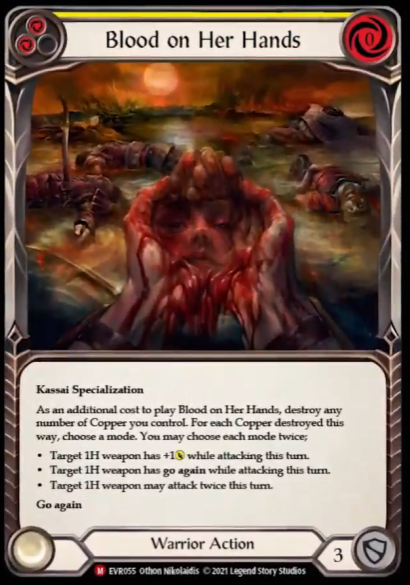 Blood on Her Hands
0
Kassai Specialization
As an additional cost to play Blood on Her Hands, destroy any
number of Copper you control. For each Copper destroyed this
way, choose a mode. You may choose each mode twice;
• Target 1H weapon has +1 while attacking this turn.
• Target 1H weapon has go again while attacking this turn.
• Target 1H weapon may attack twice this turn.
Go again
Warrior Action
3
M EVR055 Othon Nikolaidis © 2021 Legend Story Studios